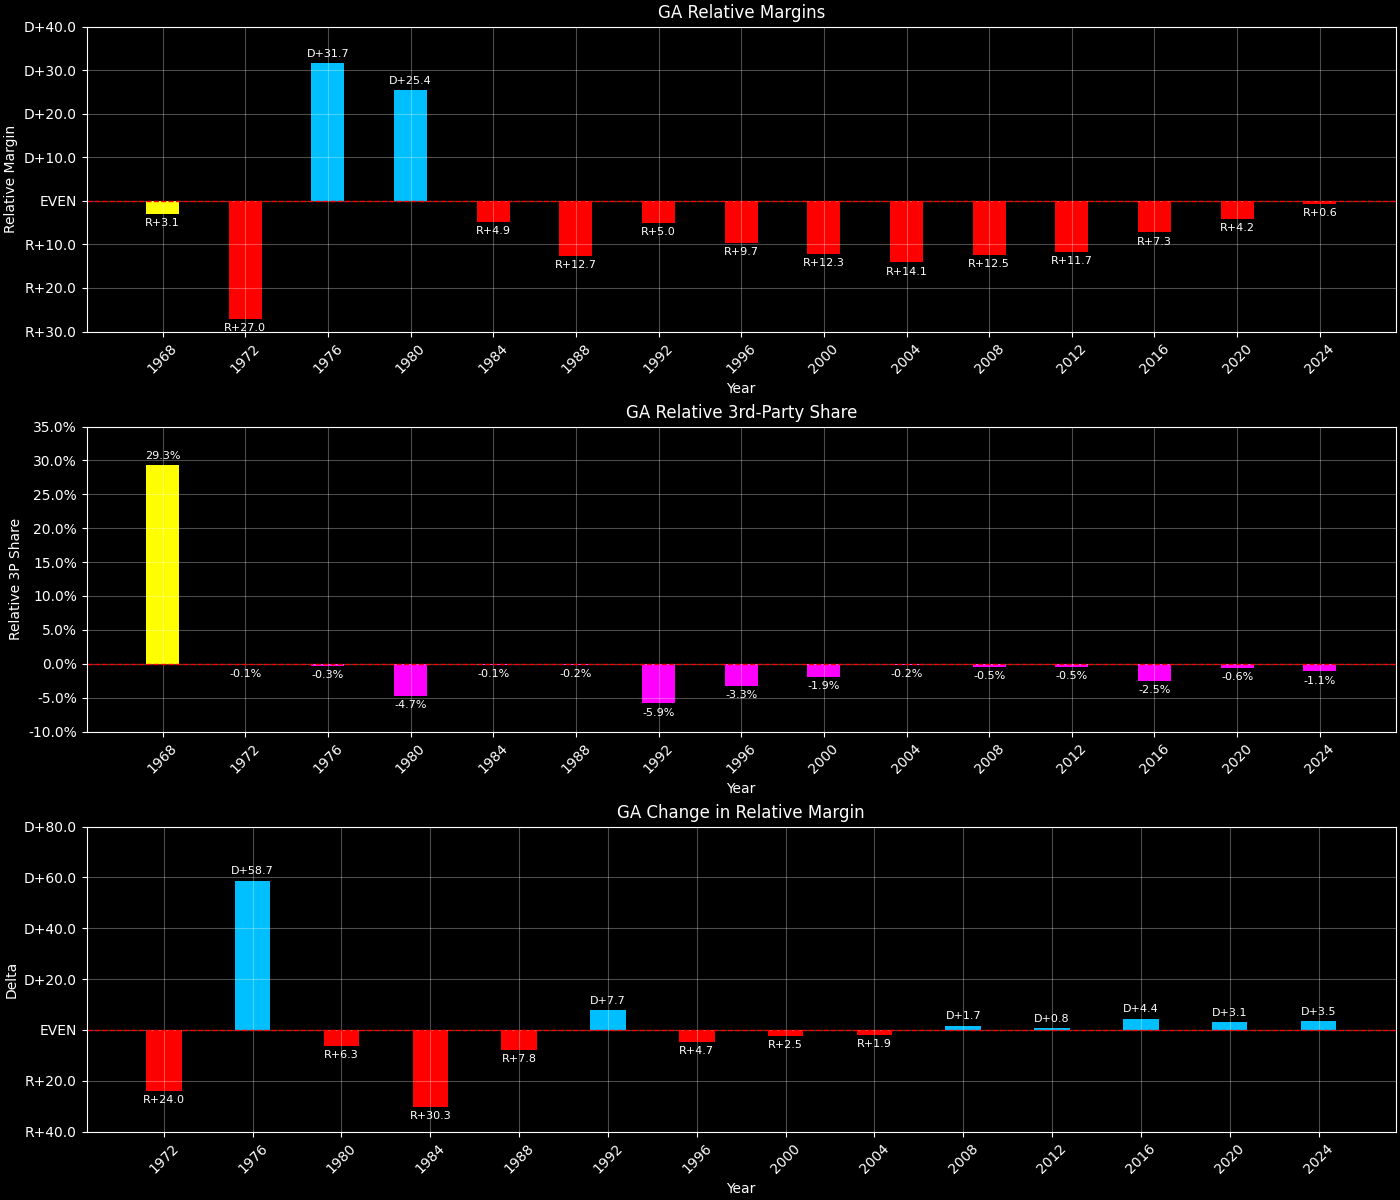 GA Relative Margins
Relative Margin
D+40.0
D+30.0
D+20.0
D+10.0
EVEN
R+10.0
R+20.0
R+30.0
R+3.1
R+27.0
D+31.7
D+25.4
R+4.9
R+12.7
R+5.0
R+9.7
R+12.3
R+14.1
R+12.5
R+11.7
R+7.3
R+4.2
R+0.6
1968
1972
1976
1980
1984
1988
1992
1996
2000
2004
2008
2012
2016
2020
2024
Year
GA Relative 3rd-Party Share
Relative 3P Share
35.0%
30.0%
25.0%
20.0%
15.0%
10.0%
5.0%
0.0%
-5.0%
-10.0%
29.3%
-0.1%
-0.3%
-4.7%
-0.1%
-0.2%
-5.9%
-3.3%
-1.9%
-0.2%
-0.5%
-0.5%
-2.5%
-0.6%
-1.1%
1968
1972
1976
1980
1984
1988
1992
1996
2000
2004
2008
2012
2016
2020
2024
Year
GA Change in Relative Margin
Delta
D+80.0
D+60.0
D+40.0
D+20.0
EVEN
R+20.0
R+40.0
R+24.0
D+58.7
R+6.3
R+30.3
R+7.8
D+7.7
R+4.7
R+2.5
R+1.9
D+1.7
D+0.8
D+4.4
D+3.1
D+3.5
1972
1976
1980
1984
1988
1992
1996
2000
2004
2008
2012
2016
2020
2024
Year